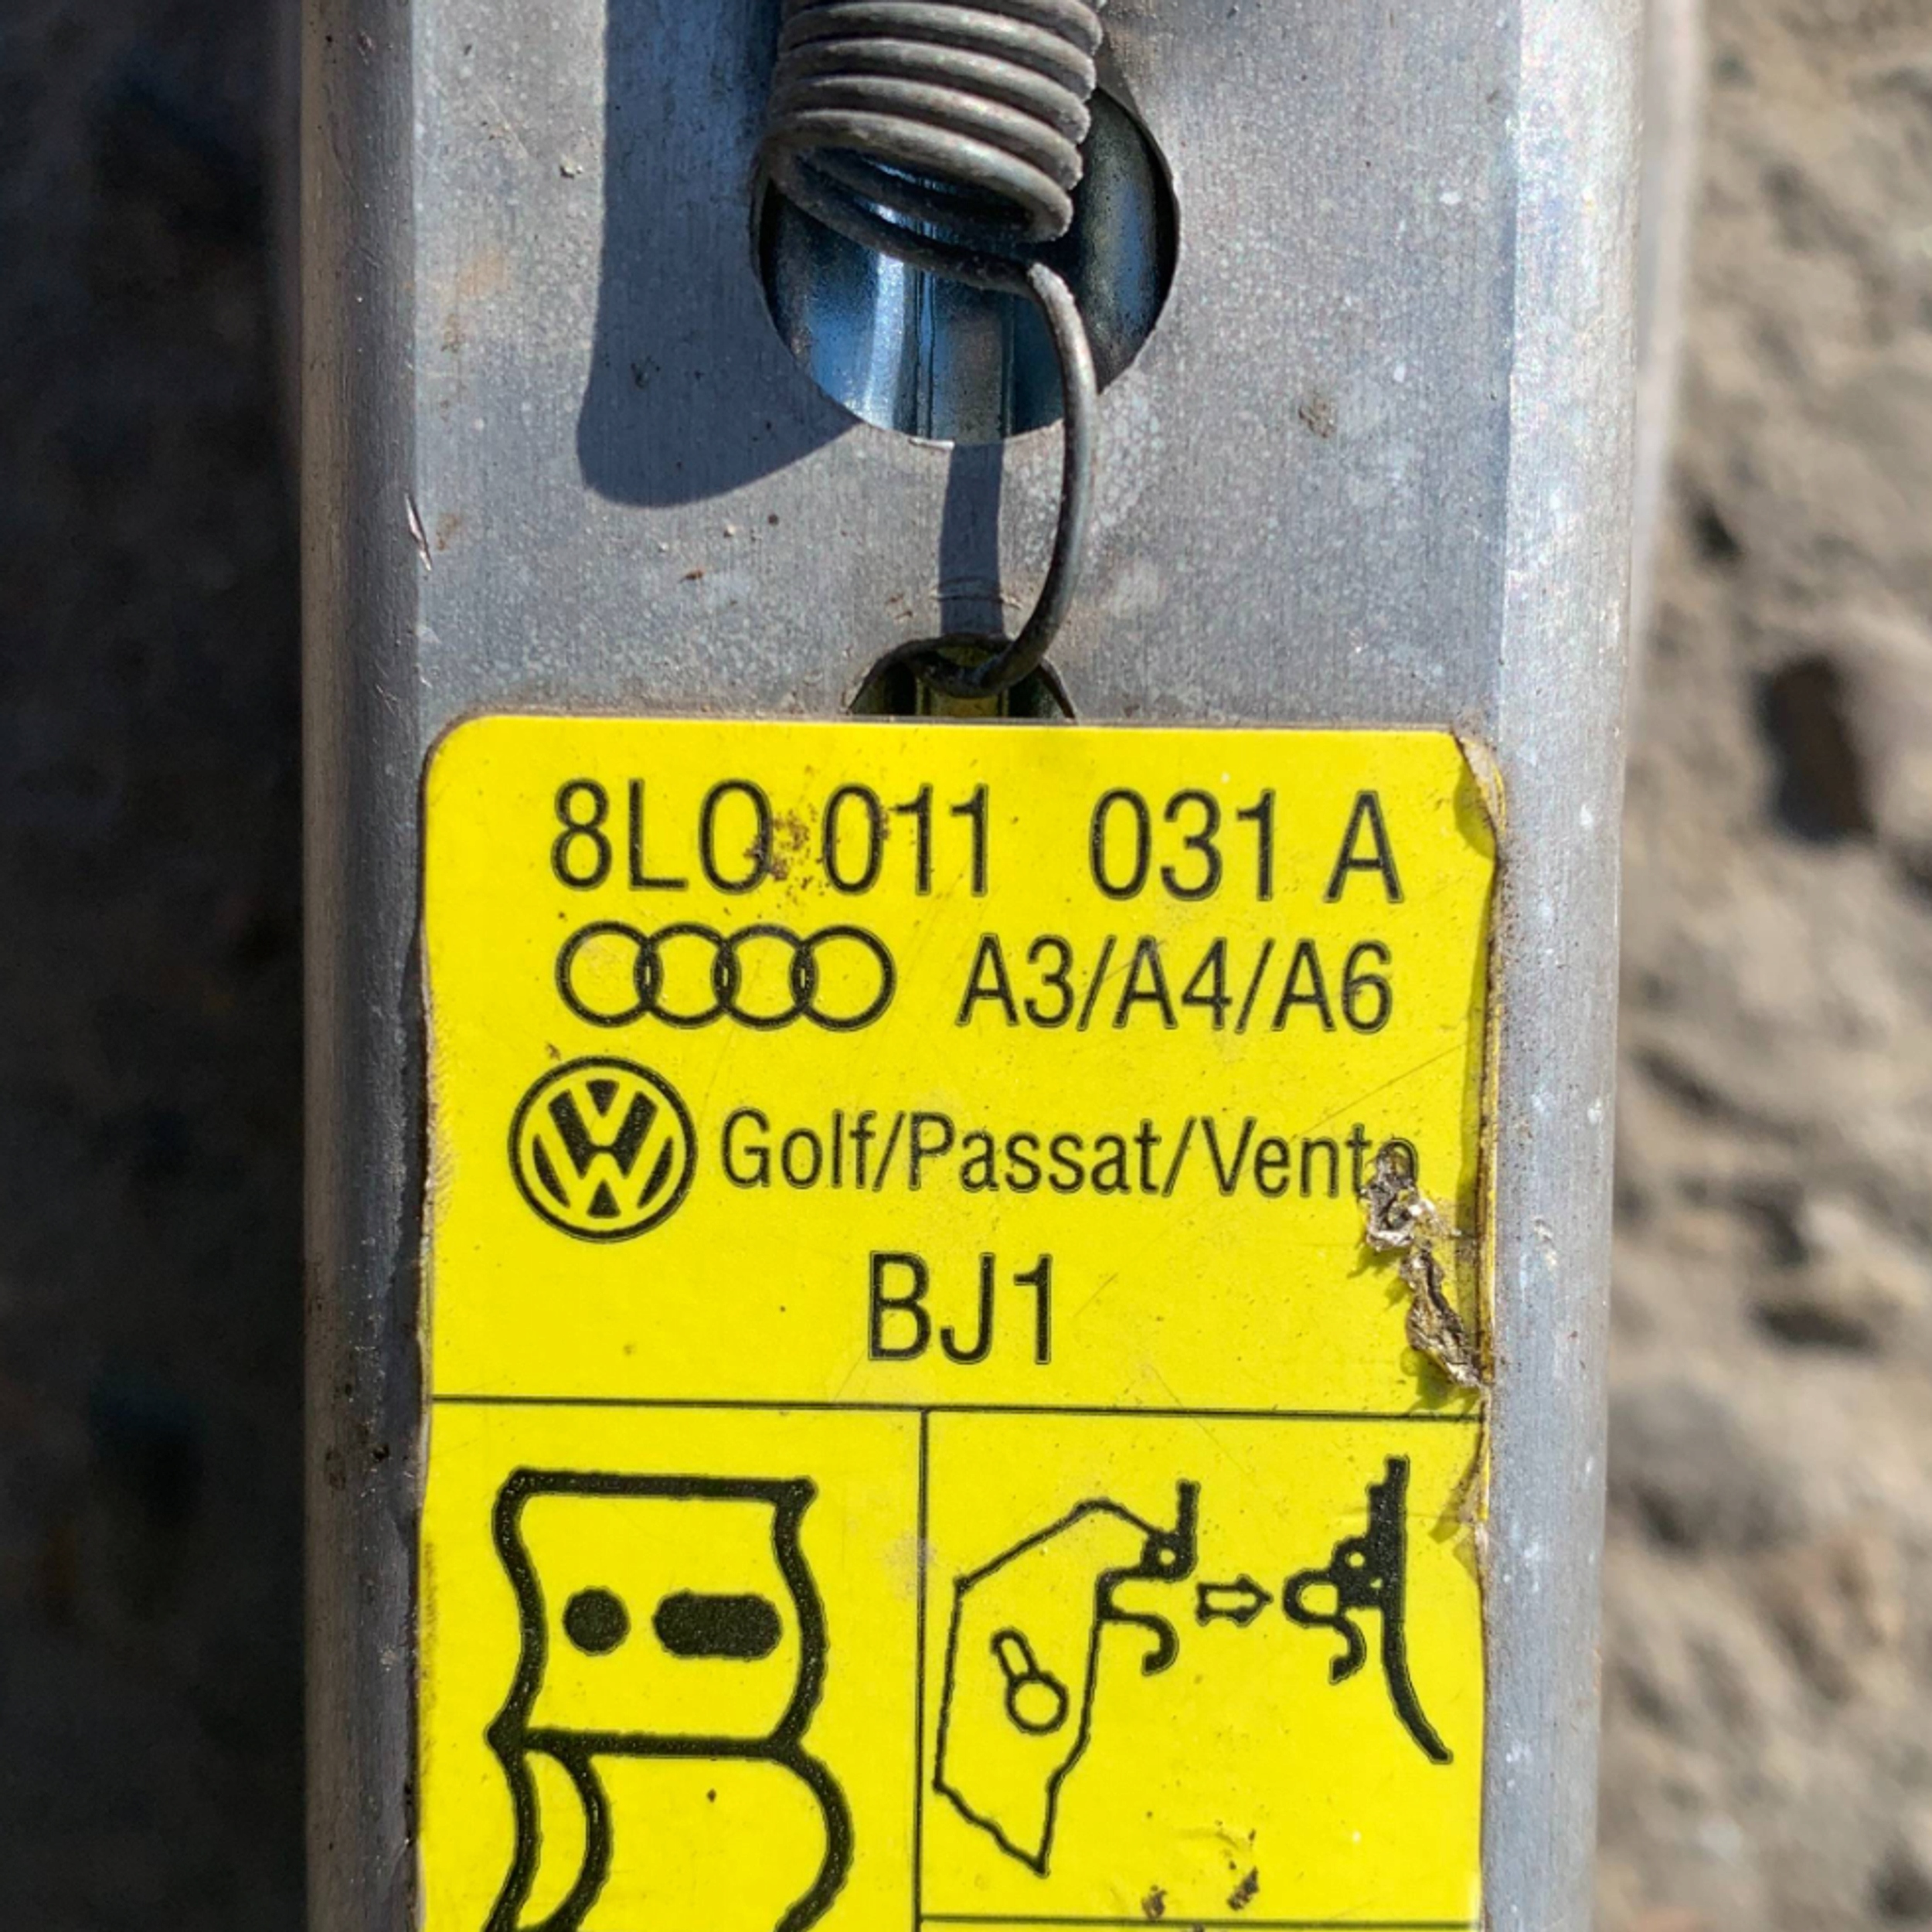 8L0 011 031 A
A3/A4/A6
Golf/Passat/Vento
BJ1